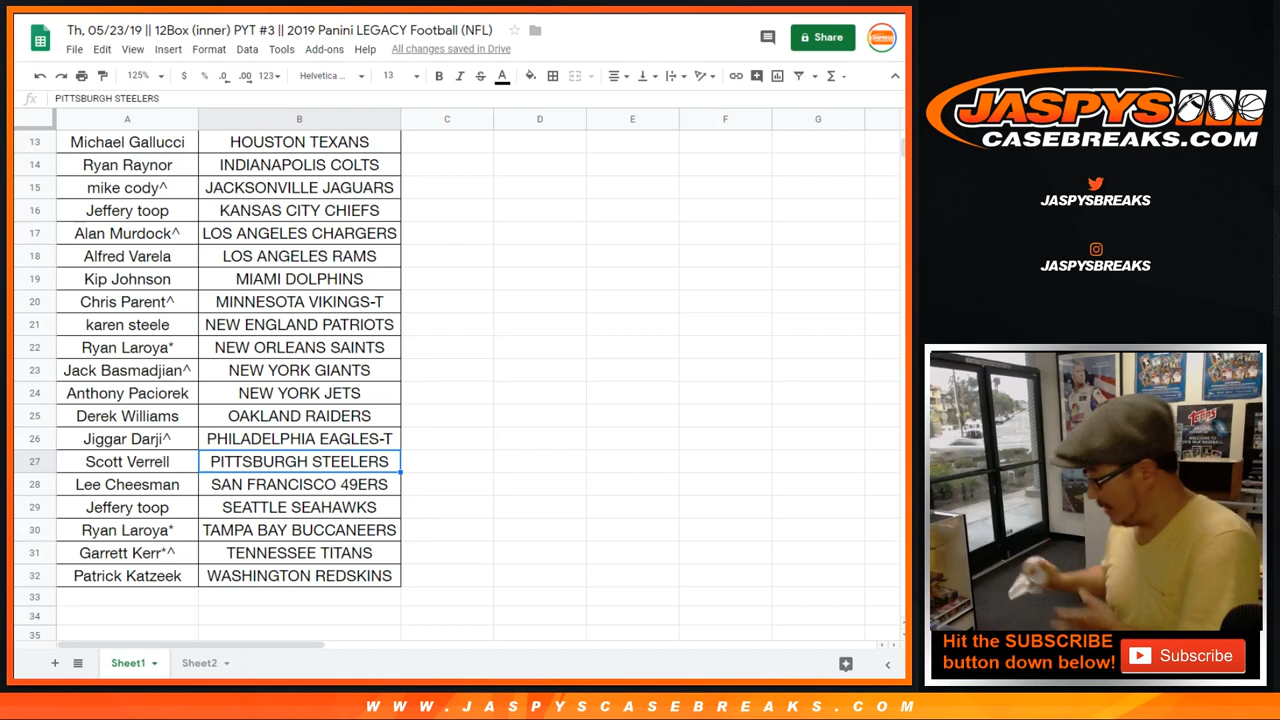 Th, 05/23/19 || 12Box (inner) PYT #3 || 2019 Panini LEGACY Football (NFL)
File Edit View Insert Format Data Tools Add-ons Help All changes saved in Drive
Share
125% $ % .0 .00 123 Helvetica ... 13
fx PITTSBURGH STEELERS
A B C D E F G
13 Michael Gallucci HOUSTON TEXANS
14 Ryan Raynor INDIANAPOLIS COLTS
15 mike cody^ JACKSONVILLE JAGUARS
16 Jeffery toop KANSAS CITY CHIEFS
17 Alan Murdock^ LOS ANGELES CHARGERS
18 Alfred Varela LOS ANGELES RAMS
19 Kip Johnson MIAMI DOLPHINS
20 Chris Parent^ MINNESOTA VIKINGS-T
21 karen steele NEW ENGLAND PATRIOTS
22 Ryan Laroya* NEW ORLEANS SAINTS
23 Jack Basmadjian^ NEW YORK GIANTS
24 Anthony Paciorek NEW YORK JETS
25 Derek Williams OAKLAND RAIDERS
26 Jiggar Darji^ PHILADELPHIA EAGLES-T
27 Scott Verrell PITTSBURGH STEELERS
28 Lee Cheesman SAN FRANCISCO 49ERS
29 Jeffery toop SEATTLE SEAHAWKS
30 Ryan Laroya* TAMPA BAY BUCCANEERS
31 Garrett Kerr*^ TENNESSEE TITANS
32 Patrick Katzeek WASHINGTON REDSKINS
33
34
35
Sheet1 Sheet2
JASPYS
CASEBREAKS.COM
JASPYSBREAKS
JASPYSBREAKS
TOPPS
Hit the SUBSCRIBE
button down below!
Subscribe
WWW.JASPYSCASEBREAKS.COM